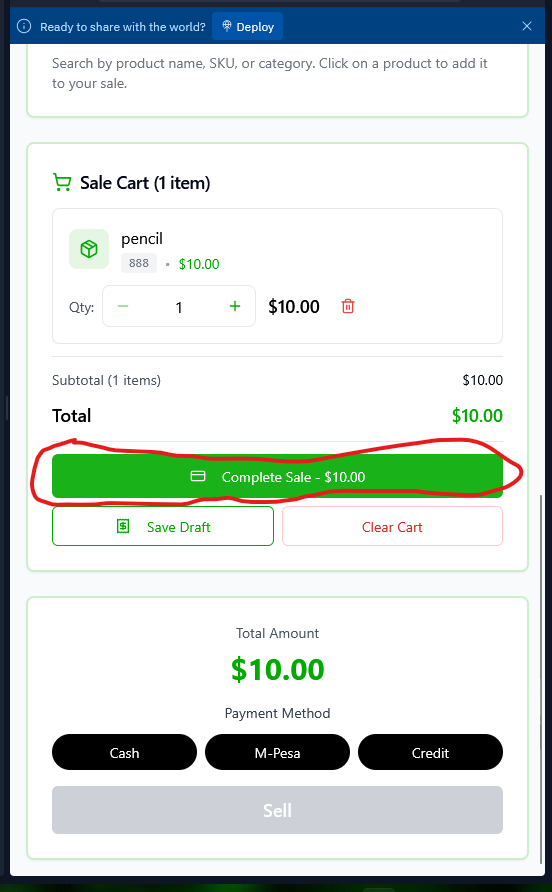 Ready to share with the world? Deploy
Search by product name, SKU, or category. Click on a product to add it
to your sale.
Sale Cart (1 item)
pencil
888 • $10.00
Qty: − 1 + $10.00
Subtotal (1 items) $10.00
Total $10.00
Complete Sale - $10.00
Save Draft Clear Cart
Total Amount
$10.00
Payment Method
Cash M-Pesa Credit
Sell